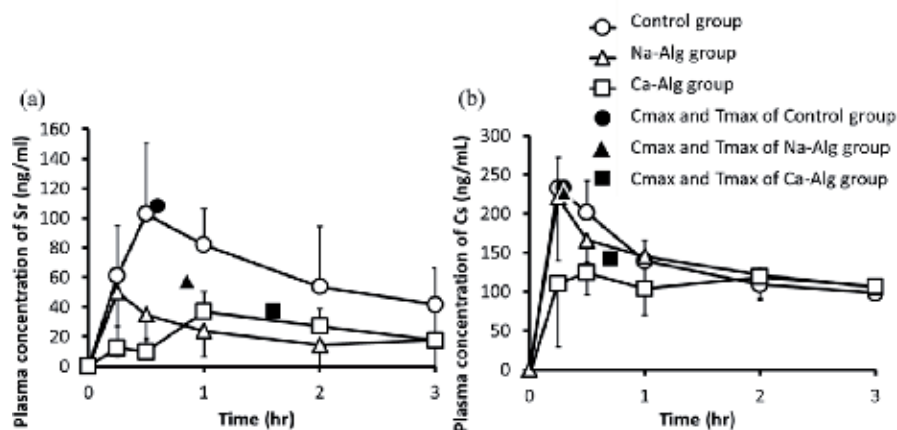 Control group
Na-Alg group
Ca-Alg group
Cmax and Tmax of Control group
Cmax and Tmax of Na-Alg group
Cmax and Tmax of Ca-Alg group
(a)
Plasma concentration of Sr (ng/ml)
160
140
120
100
80
60
40
20
0
0 1 2 3
Time (hr)
(b)
Plasma concentration of Cs (ng/mL)
300
250
200
150
100
50
0
0 1 2 3
Time (hr)